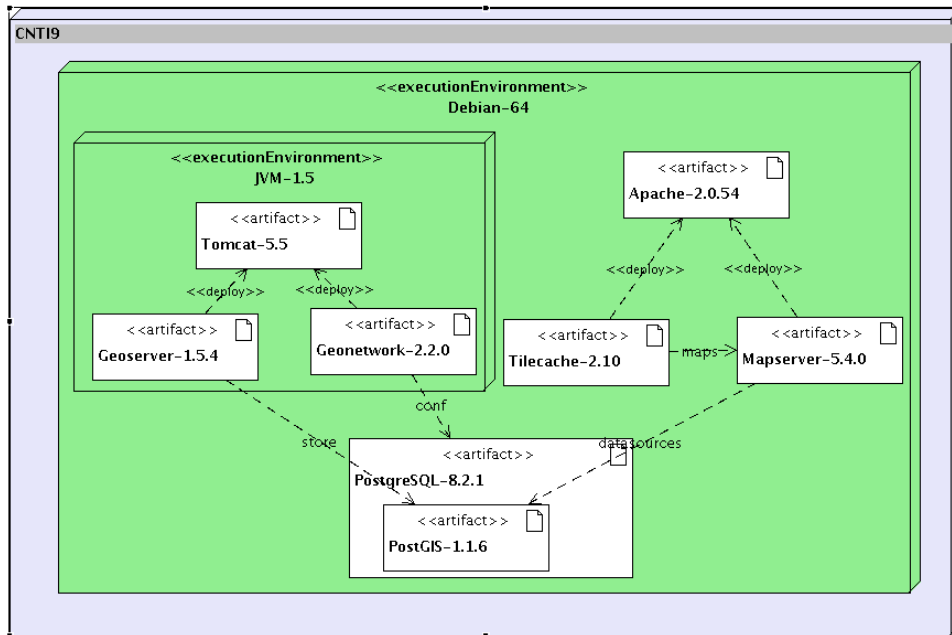 CNTI9
<<executionEnvironment>>
Debian-64
<<executionEnvironment>>
JVM-1.5
<<artifact>>
Tomcat-5.5
<<deploy>>
<<deploy>>
<<artifact>>
Geoserver-1.5.4
<<artifact>>
Geonetwork-2.2.0
<<artifact>>
Apache-2.0.54
<<deploy>>
<<deploy>>
<<artifact>>
Tilecache-2.10
maps
<<artifact>>
Mapserver-5.4.0
conf
store
datasources
<<artifact>>
PostgreSQL-8.2.1
<<artifact>>
PostGIS-1.1.6